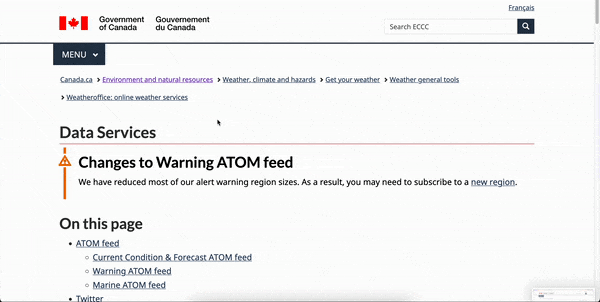 Français
Government of Canada
Gouvernement du Canada
Search ECCC
MENU
Canada.ca > Environment and natural resources > Weather, climate and hazards > Get your weather > Weather general tools
> Weatheroffice: online weather services
Data Services
Changes to Warning ATOM feed
We have reduced most of our alert warning region sizes. As a result, you may need to subscribe to a new region.
On this page
• ATOM feed
◦ Current Condition & Forecast ATOM feed
◦ Warning ATOM feed
◦ Marine ATOM feed
• Twitter